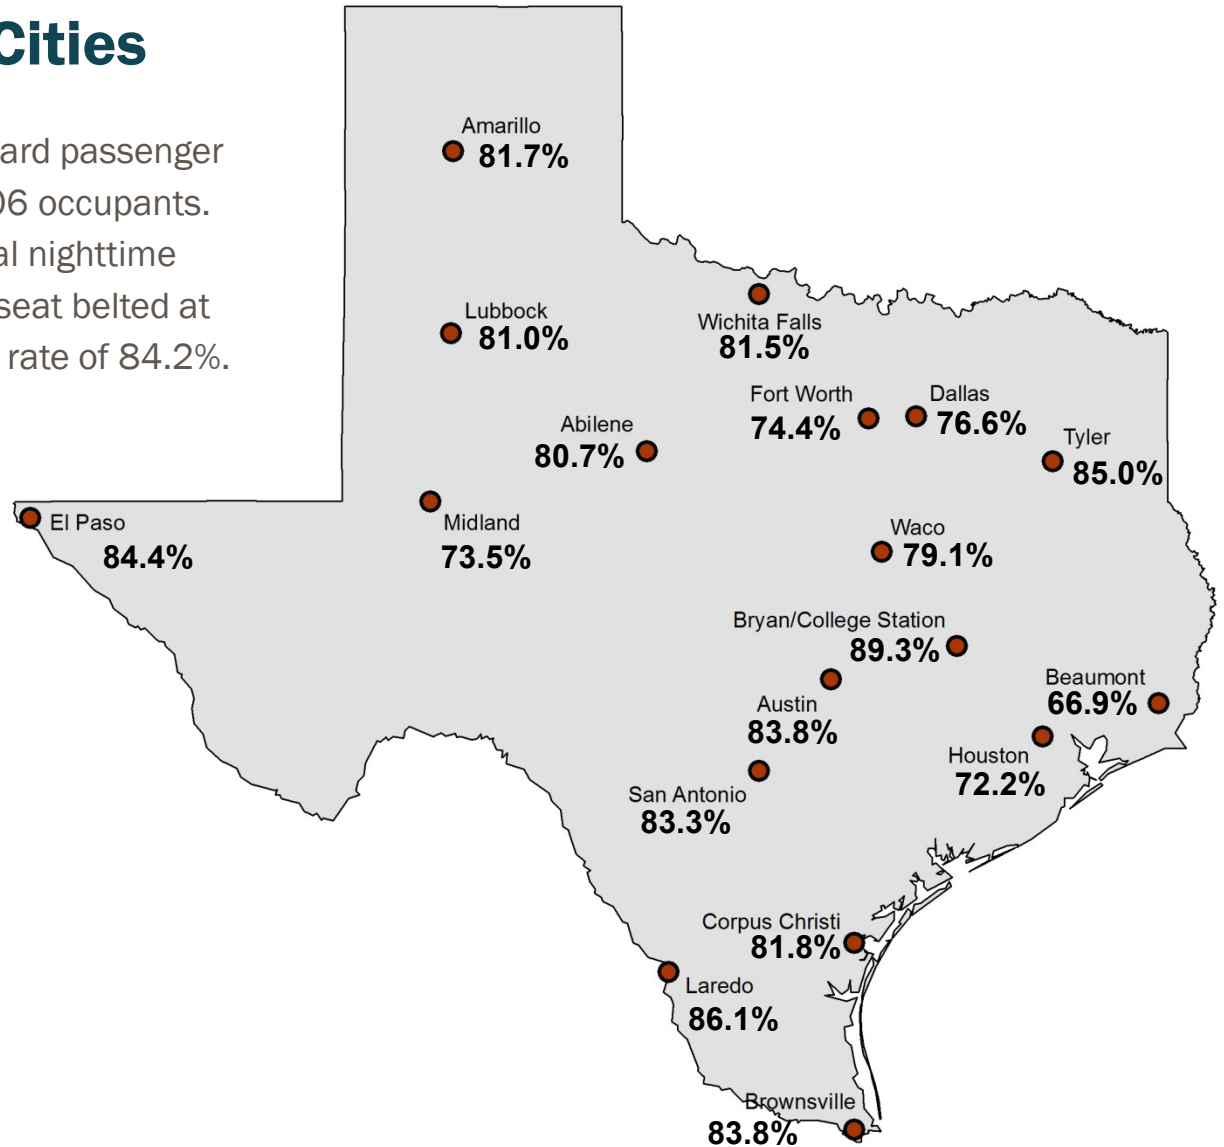 Cities
passenger
occupants.
nighttime
seat belted at
rate of 84.2%.
Amarillo
81.7%
Lubbock
81.0%
Wichita Falls
81.5%
Fort Worth
74.4%
Dallas
76.6%
Abilene
80.7%
Tyler
85.0%
El Paso
84.4%
Midland
73.5%
Waco
79.1%
Bryan/College Station
89.3%
Austin
83.8%
Beaumont
66.9%
Houston
72.2%
San Antonio
83.3%
Corpus Christi
81.8%
Laredo
86.1%
Brownsville
83.8%